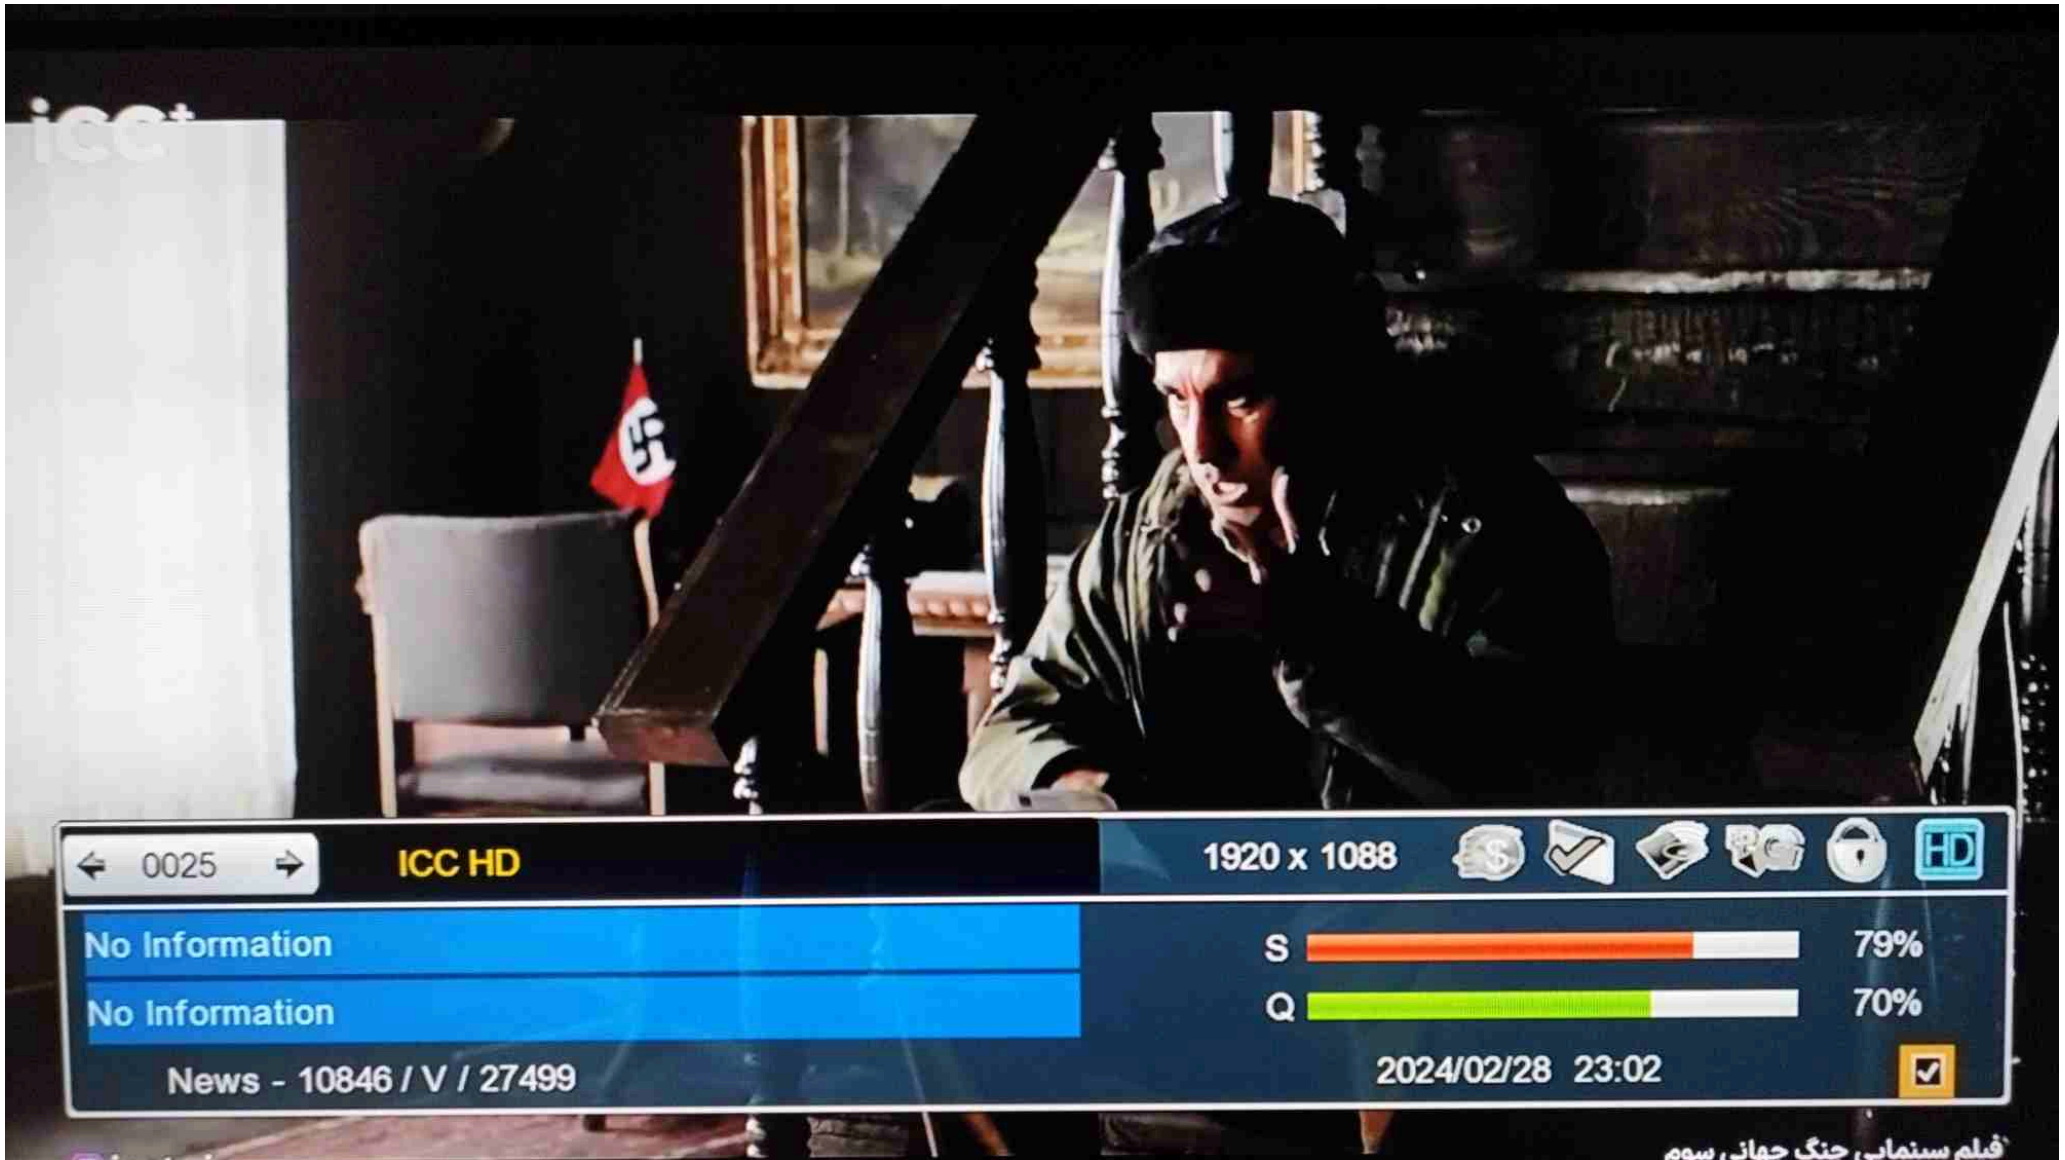 icc+
0025
ICC HD
1920 x 1088
HD
No Information
S 79%
No Information
Q 70%
News - 10846 / V / 27499
2024/02/28 23:02
فیلم سینمایی جنگ جهانی سوم